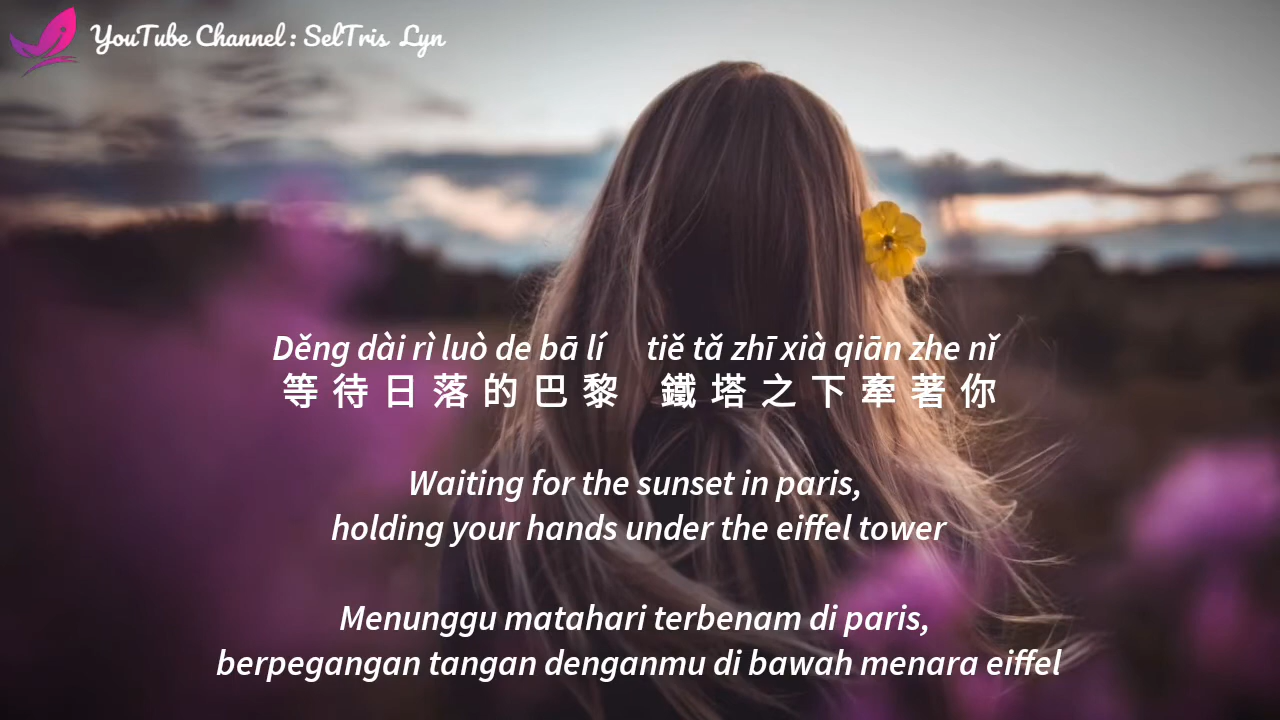 YouTube Channel : SelTris Lyn
Děng dài rì luò de bā lí tiě tǎ zhī xià qiān zhe nǐ
等待日落的巴黎 鐵塔之下牽著你
Waiting for the sunset in paris,
holding your hands under the eiffel tower
Menunggu matahari terbenam di paris,
berpegangan tangan denganmu di bawah menara eiffel